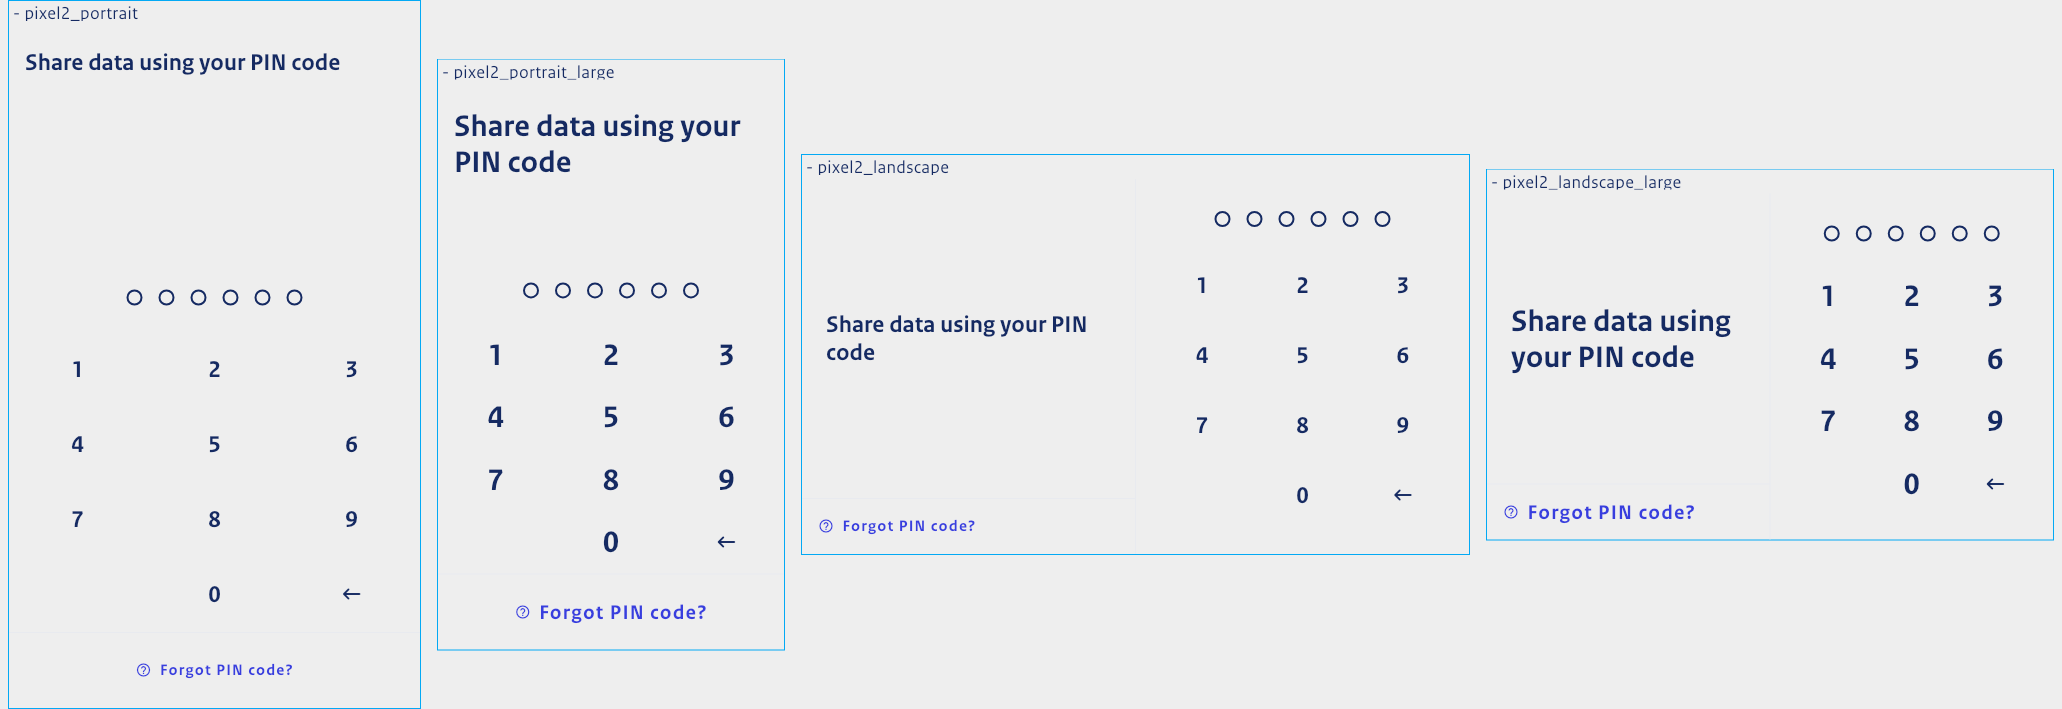 - pixel2_portrait
Share data using your PIN code
1 2 3
4 5 6
7 8 9
0 ←
Forgot PIN code?
- pixel2_portrait_large
Share data using your
PIN code
1 2 3
4 5 6
7 8 9
0 ←
Forgot PIN code?
- pixel2_landscape
Share data using your PIN
code
1 2 3
4 5 6
7 8 9
0 ←
Forgot PIN code?
- pixel2_landscape_large
Share data using
your PIN code
1 2 3
4 5 6
7 8 9
0 ←
Forgot PIN code?